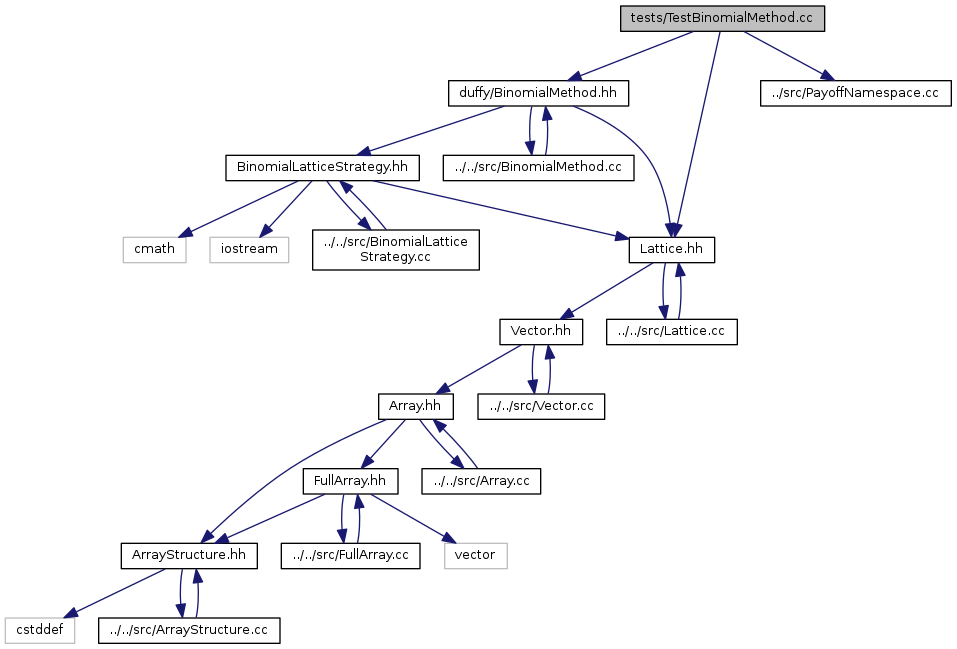 tests/TestBinomialMethod.cc
duffy/BinomialMethod.hh
../src/PayoffNamespace.cc
BinomialLatticeStrategy.hh
../../src/BinomialMethod.cc
cmath
iostream
../../src/BinomialLattice
Strategy.cc
Lattice.hh
Vector.hh
../../src/Lattice.cc
Array.hh
../../src/Vector.cc
FullArray.hh
../../src/Array.cc
ArrayStructure.hh
../../src/FullArray.cc
vector
cstddef
../../src/ArrayStructure.cc